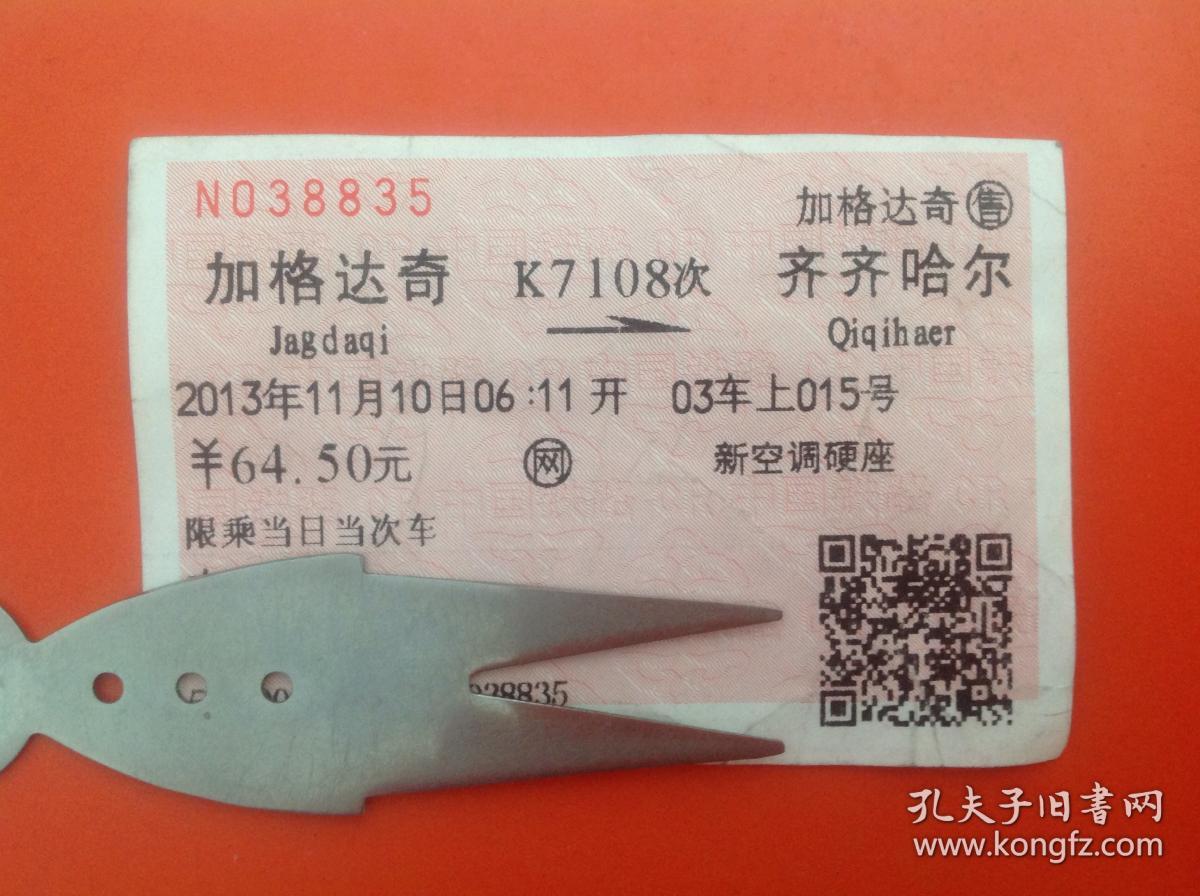 N038835
加格达奇售
加格达奇 K7108次 齐齐哈尔
Jagdaqi Qiqihaer
2013年11月10日06:11开 03车上015号
¥64.50元 网 新空调硬座
限乘当日当次车
38835
孔夫子旧書网
www.kongfz.com